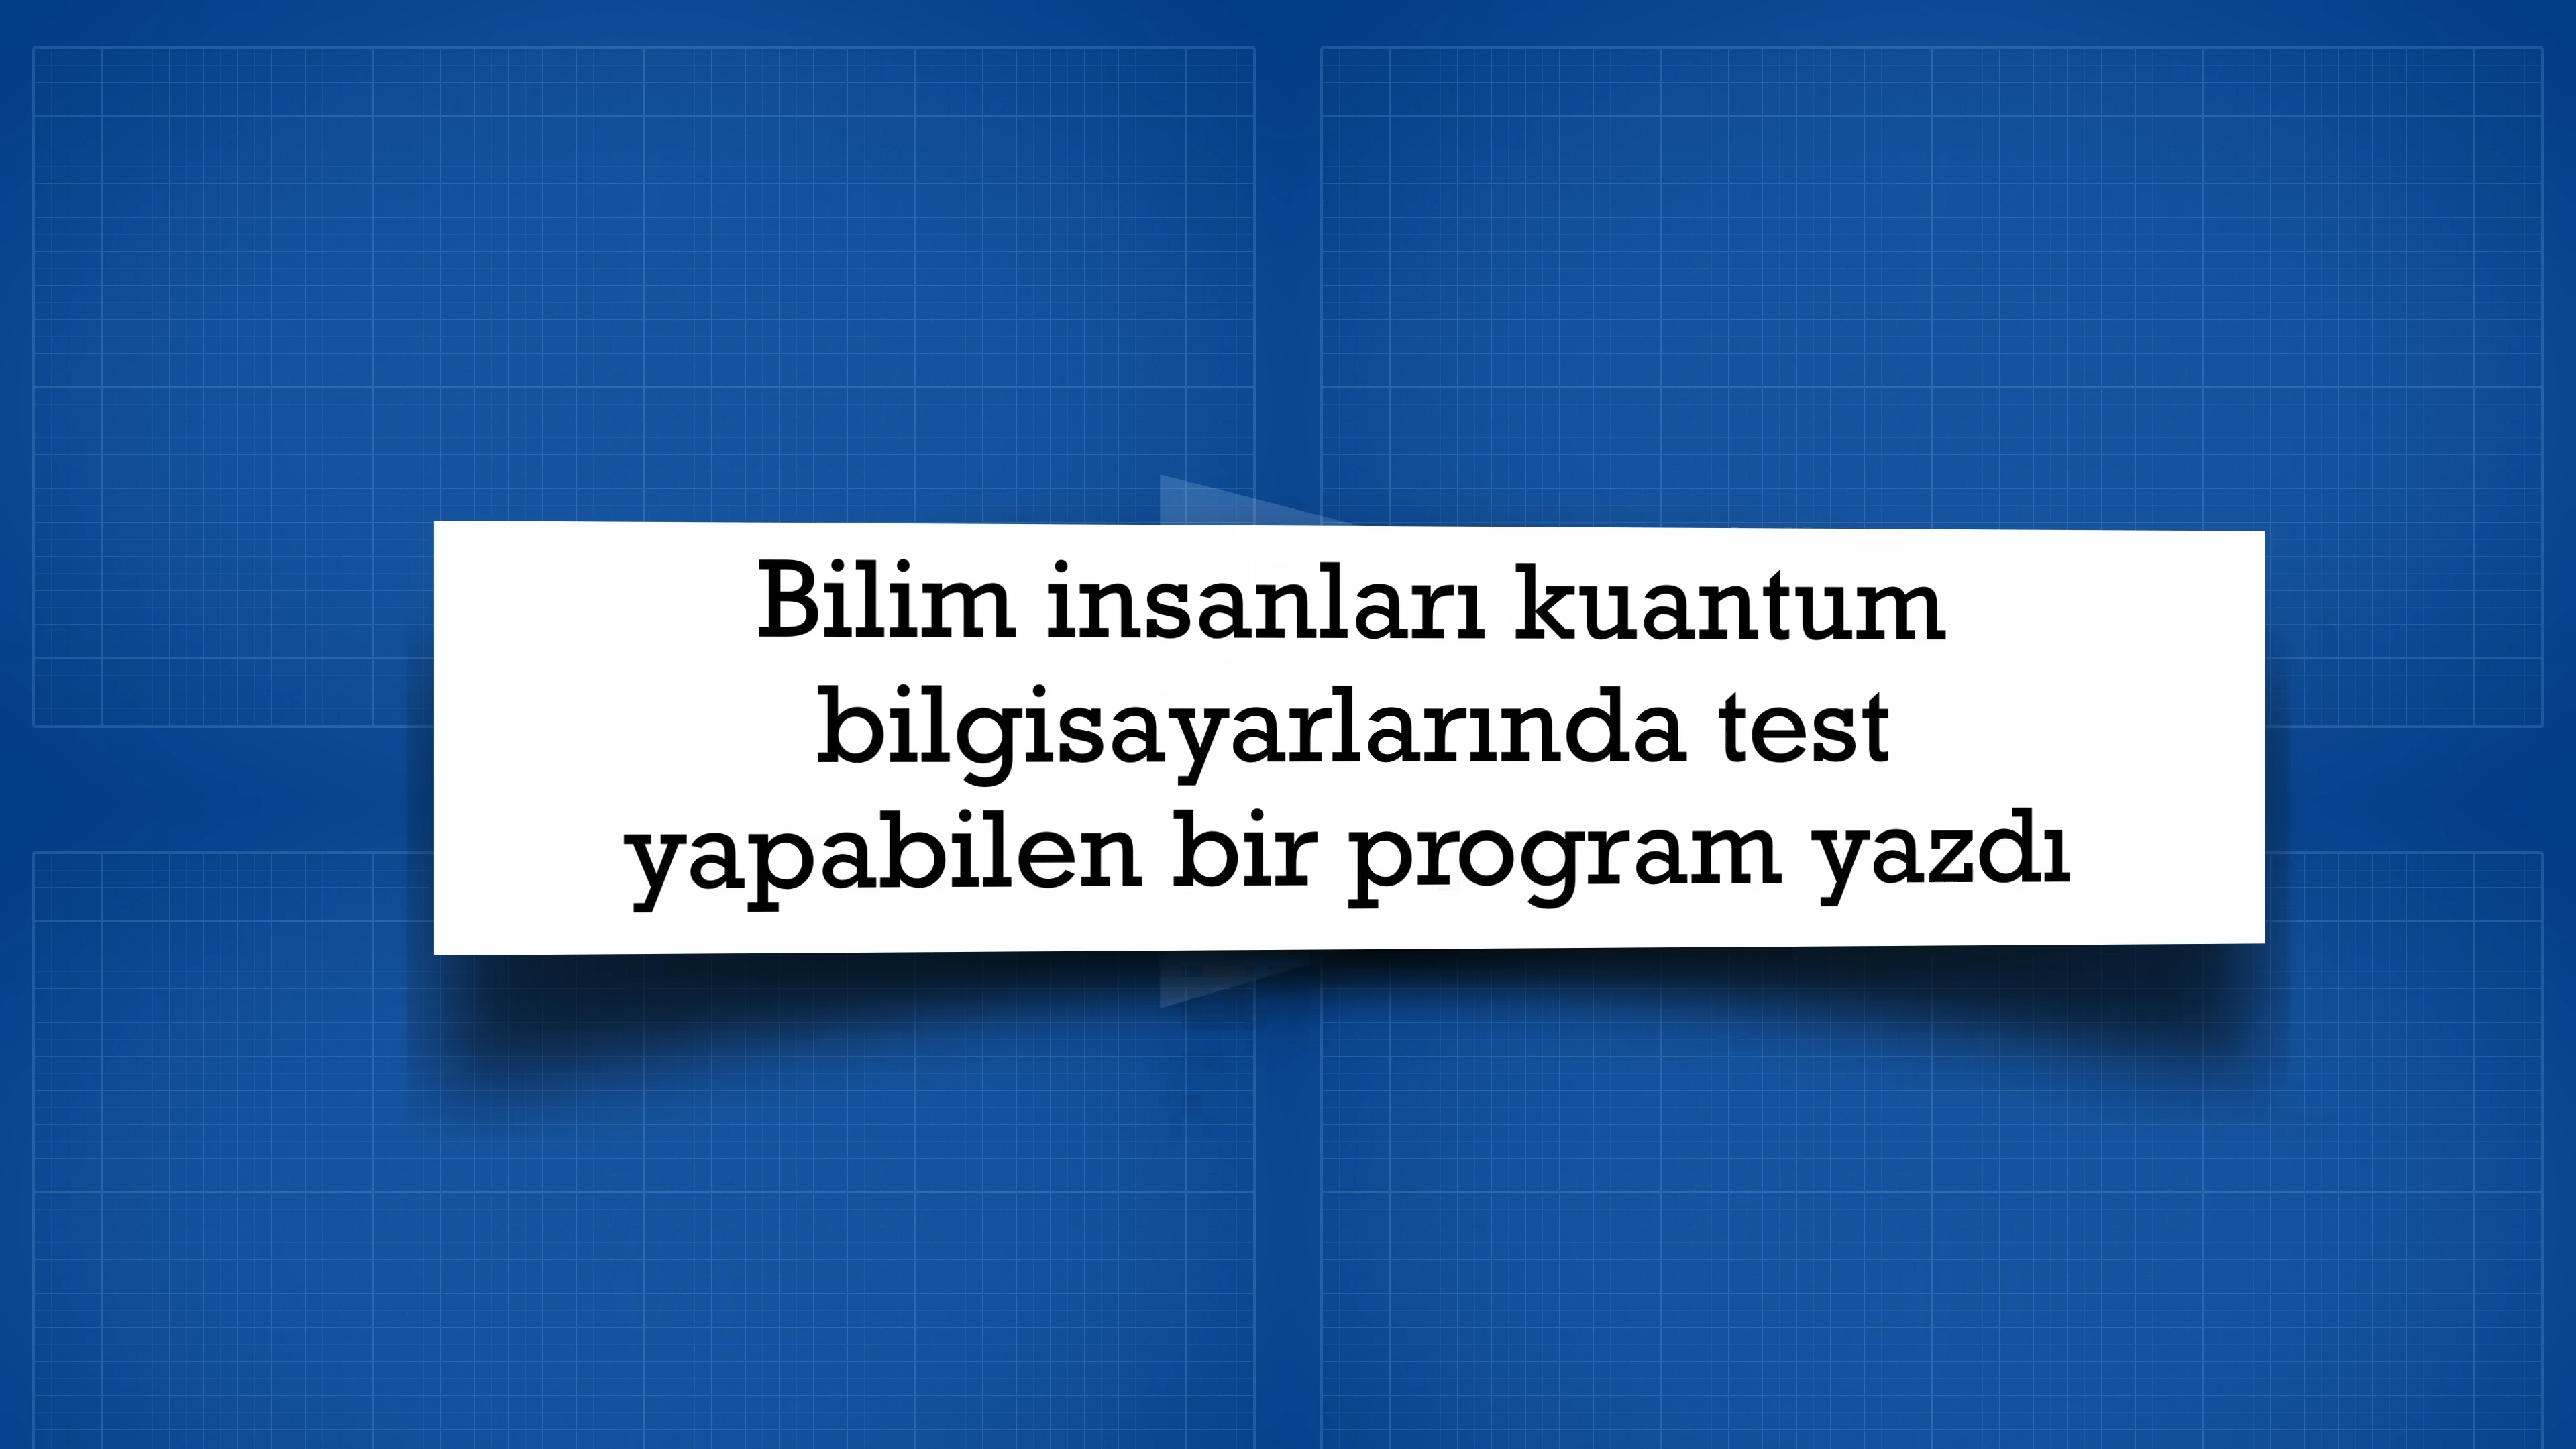 Bilim insanları kuantum
bilgisayarlarında test
yapabilen bir program yazdı